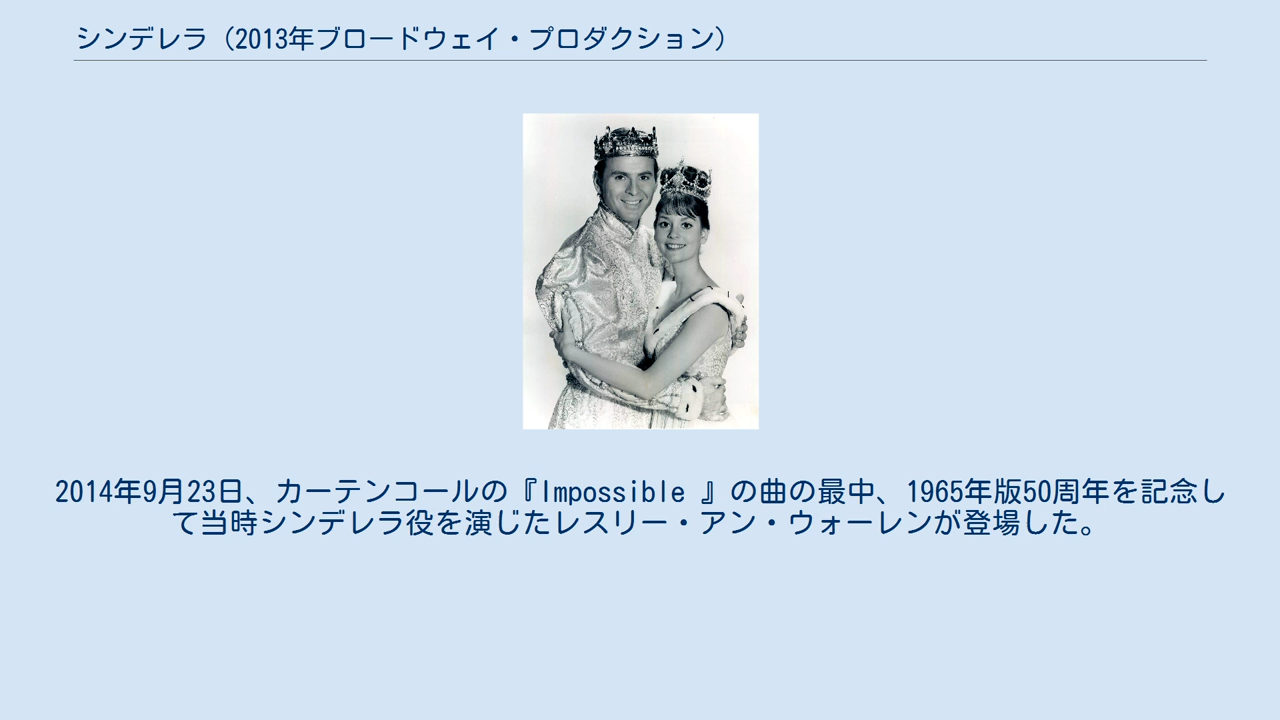 シンデレラ（2013年ブロードウェイ・プロダクション）
2014年9月23日、カーテンコールの『Impossible 』の曲の最中、1965年版50周年を記念し
て当時シンデレラ役を演じたレスリー・アン・ウォーレンが登場した。